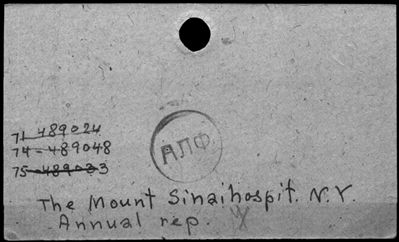 71-489024
74-489048
75-489033
АЛФ
The Mount Sinaihospit. N.Y.
Annual rep.